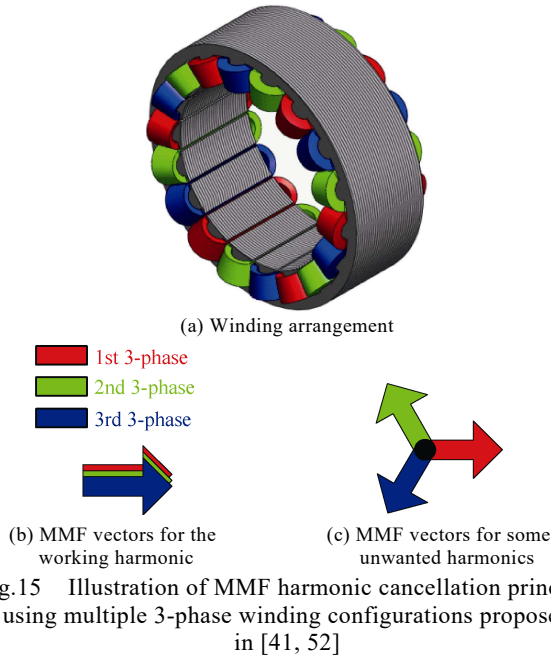 (a) Winding arrangement
1st 3-phase
2nd 3-phase
3rd 3-phase
(b) MMF vectors for the
working harmonic
(c) MMF vectors for some
unwanted harmonics
g.15 Illustration of MMF harmonic cancellation princ
using multiple 3-phase winding configurations propose
in [41, 52]